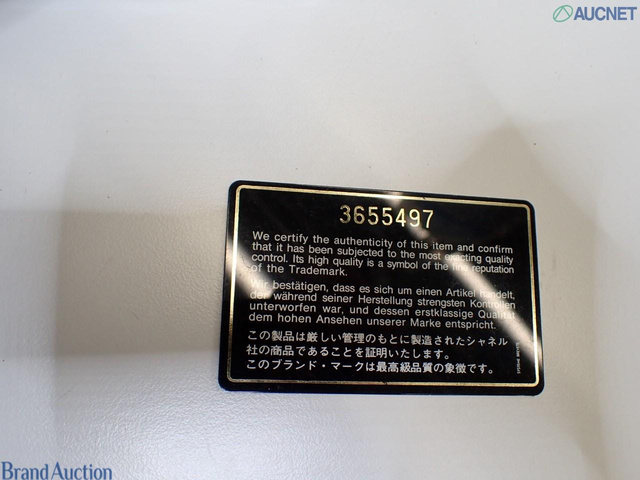 AUCNET
3655497
We certify the authenticity of this item and confirm
that it has been subjected to the most exacting quality
control. Its high quality is a symbol of the fine reputation
of the Trademark.
Wir bestätigen, dass es sich um einen Artikel handelt,
der während seiner Herstellung strengsten Kontrollen
unterworfen war, und dessen erstklassige Qualität
dem hohen Ansehen unserer Marke entspricht.
この製品は厳しい管理のもとに製造されたシャネル
社の商品であることを証明いたします。
このブランド・マークは最高級品質の象徴です。
Brand Auction